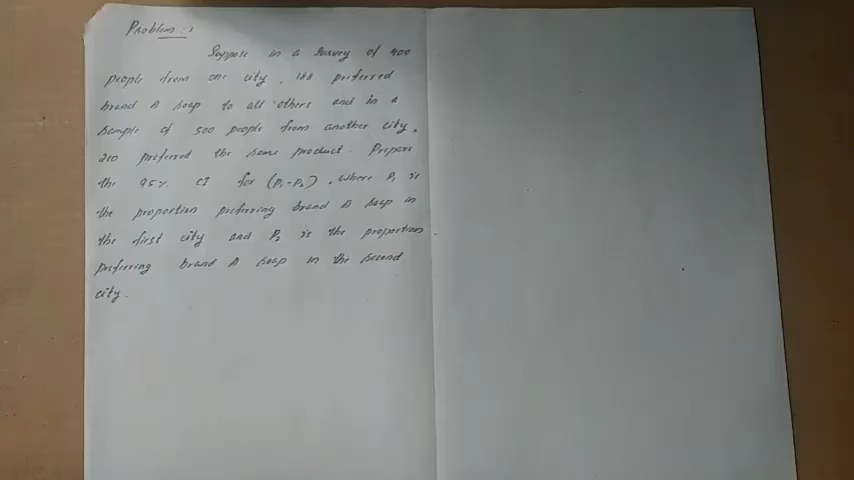 Problem : 1
Suppose in a survey of 400
people from one city, 188 preferred
brand A soap to all others and in a
sample of 500 people from another city,
210 preferred the same product. Prepare
the 95% CI for (P₁-P₂), where P₁ is
the proportion preferring brand A soap in
the first city and P₂ is the proportion
preferring brand A soap in the second
city.